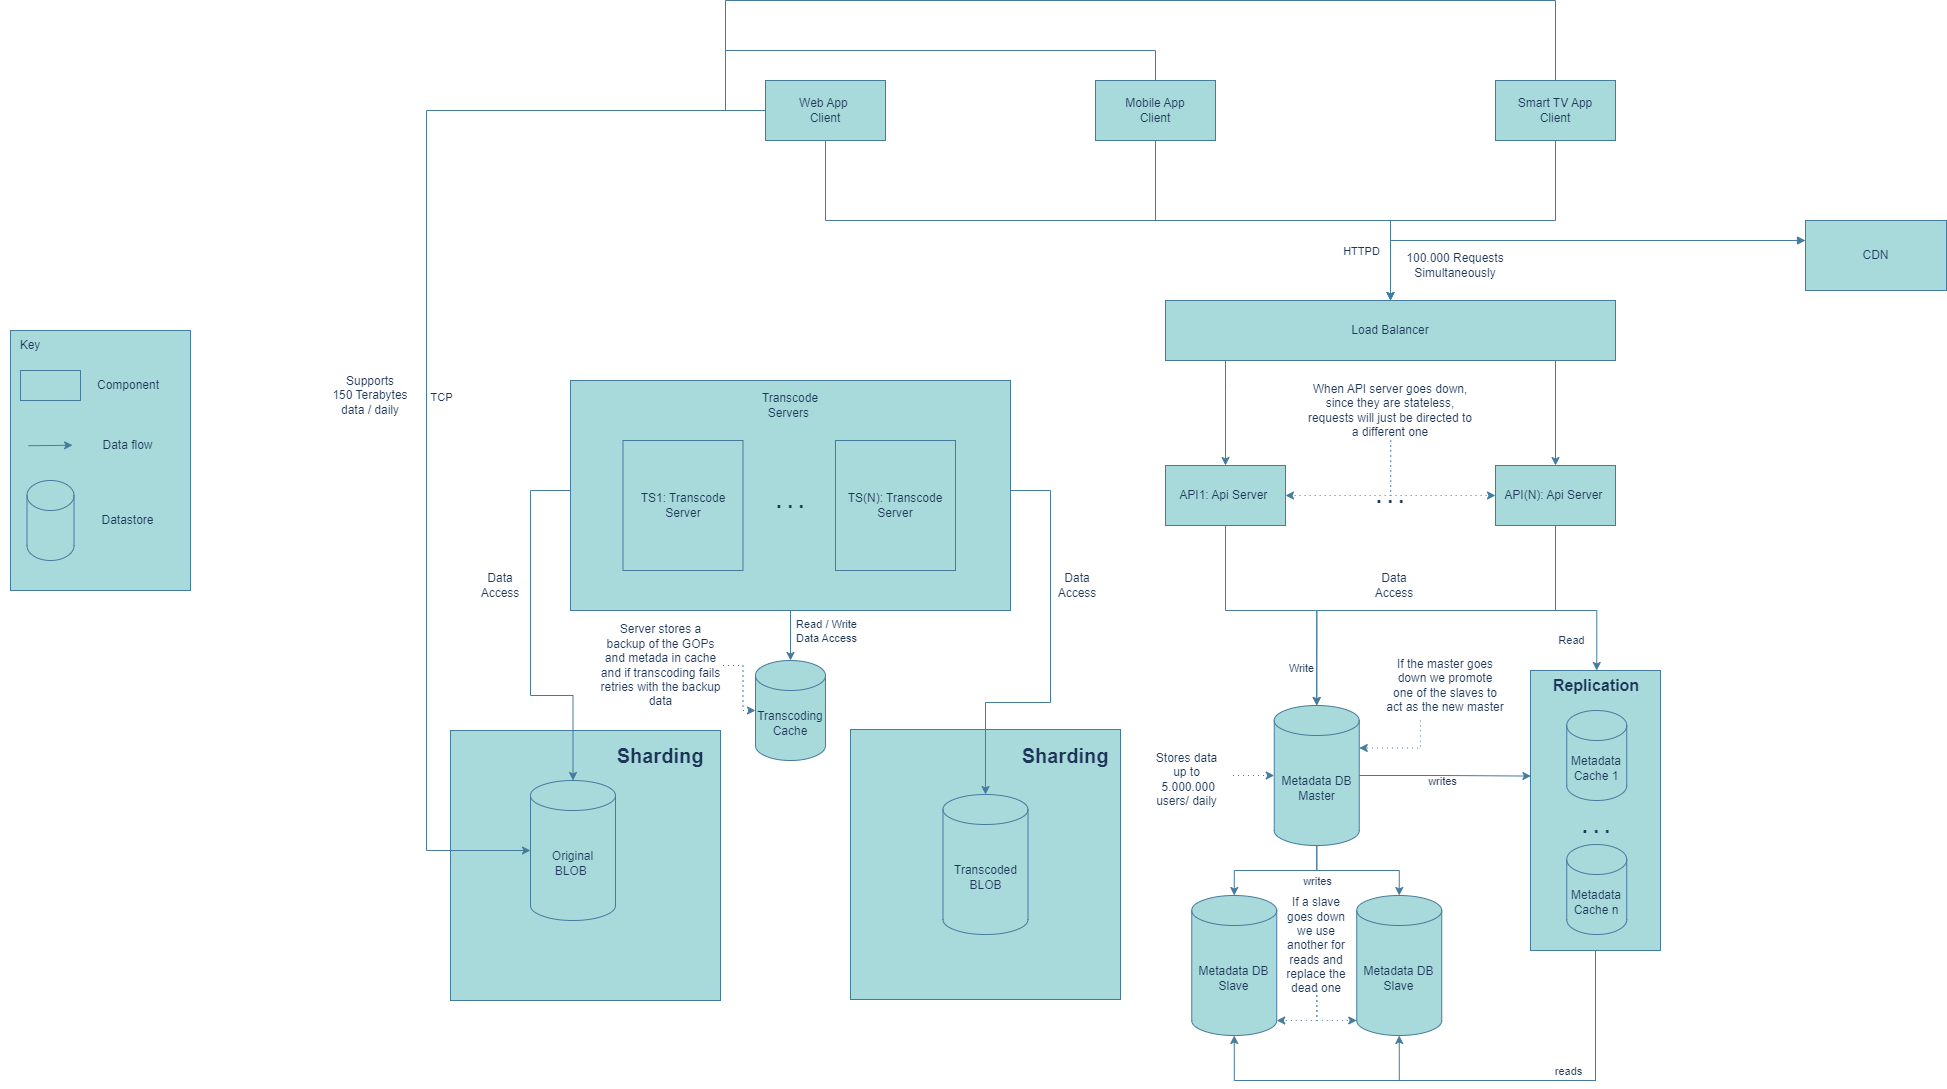 Web App
Client
Mobile App
Client
Smart TV App
Client
CDN
HTTPD
100.000 Requests
Simultaneously
Load Balancer
Key
Component
Data flow
Datastore
Supports
150 Terabytes
data / daily
TCP
Transcode
Servers
TS1: Transcode
Server
. . .
TS(N): Transcode
Server
When API server goes down,
since they are stateless,
requests will just be directed to
a different one
API1: Api Server
. . .
API(N): Api Server
Data
Access
Data
Access
Data
Access
Server stores a
backup of the GOPs
and metada in cache
and if transcoding fails
retries with the backup
data
Read / Write
Data Access
Transcoding
Cache
Write
Read
If the master goes
down we promote
one of the slaves to
act as the new master
Replication
Metadata
Cache 1
. . .
Metadata
Cache n
Sharding
Original
BLOB
Sharding
Transcoded
BLOB
Stores data
up to
5.000.000
users/ daily
Metadata DB
Master
writes
writes
If a slave
goes down
we use
another for
reads and
replace the
dead one
Metadata DB
Slave
Metadata DB
Slave
reads